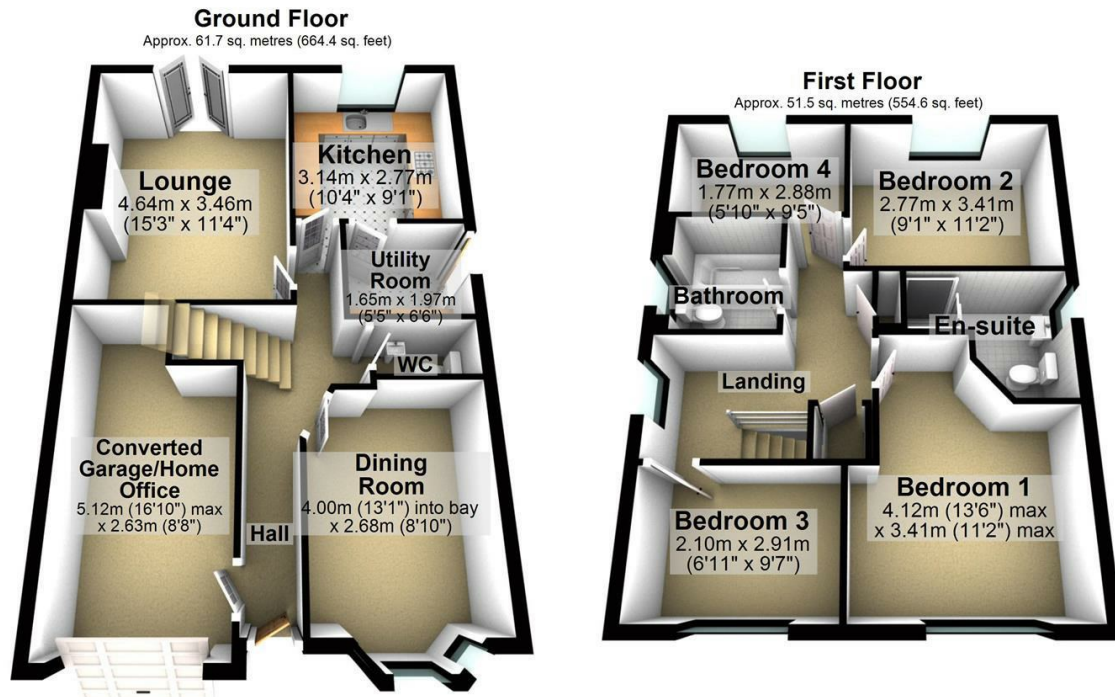 Ground Floor
Approx. 61.7 sq. metres (664.4 sq. feet)
Lounge
4.64m x 3.46m
(15'3" x 11'4")
Kitchen
3.14m x 2.77m
(10'4" x 9'1")
Utility
Room
1.65m x 1.97m
(5'5" x 6'6")
WC
Converted
Garage/Home
Office
5.12m (16'10") max
x 2.63m (8'8")
Hall
Dining
Room
4.00m (13'1") into bay
x 2.68m (8'10")
First Floor
Approx. 51.5 sq. metres (554.6 sq. feet)
Bedroom 4
1.77m x 2.88m
(5'10" x 9'5")
Bedroom 2
2.77m x 3.41m
(9'1" x 11'2")
Bathroom
En-suite
Landing
Bedroom 3
2.10m x 2.91m
(6'11" x 9'7")
Bedroom 1
4.12m (13'6") max
x 3.41m (11'2") max